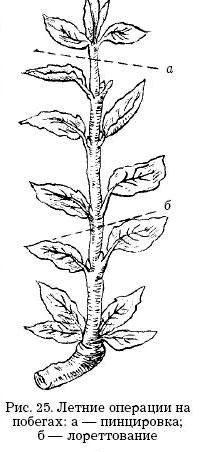 а
б
Рис. 25. Летние операции на
побегах: а — пинцировка;
б — лореттование